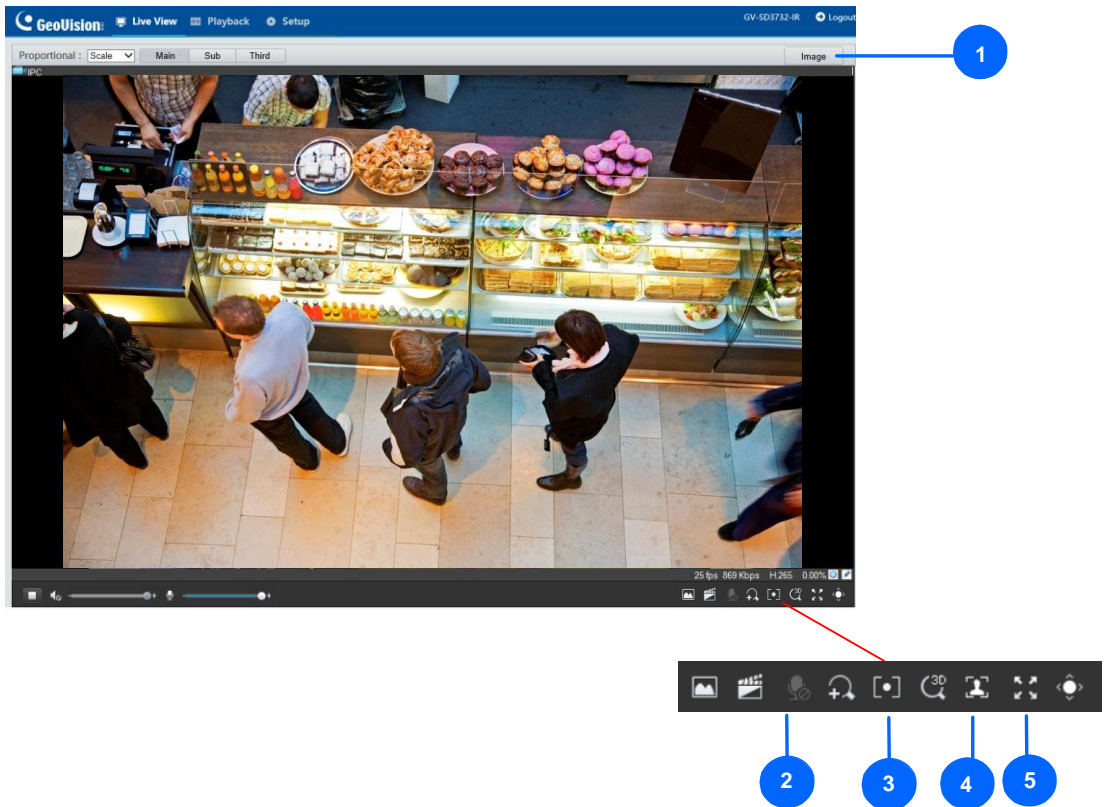 GeoVision Live View Playback Setup GV-SD3732-IR Logout
Proportional : Scale Main Sub Third Image
1
IPC
25 fps 869 Kbps H.265 0.00%
3D
3D
2 3 4 5